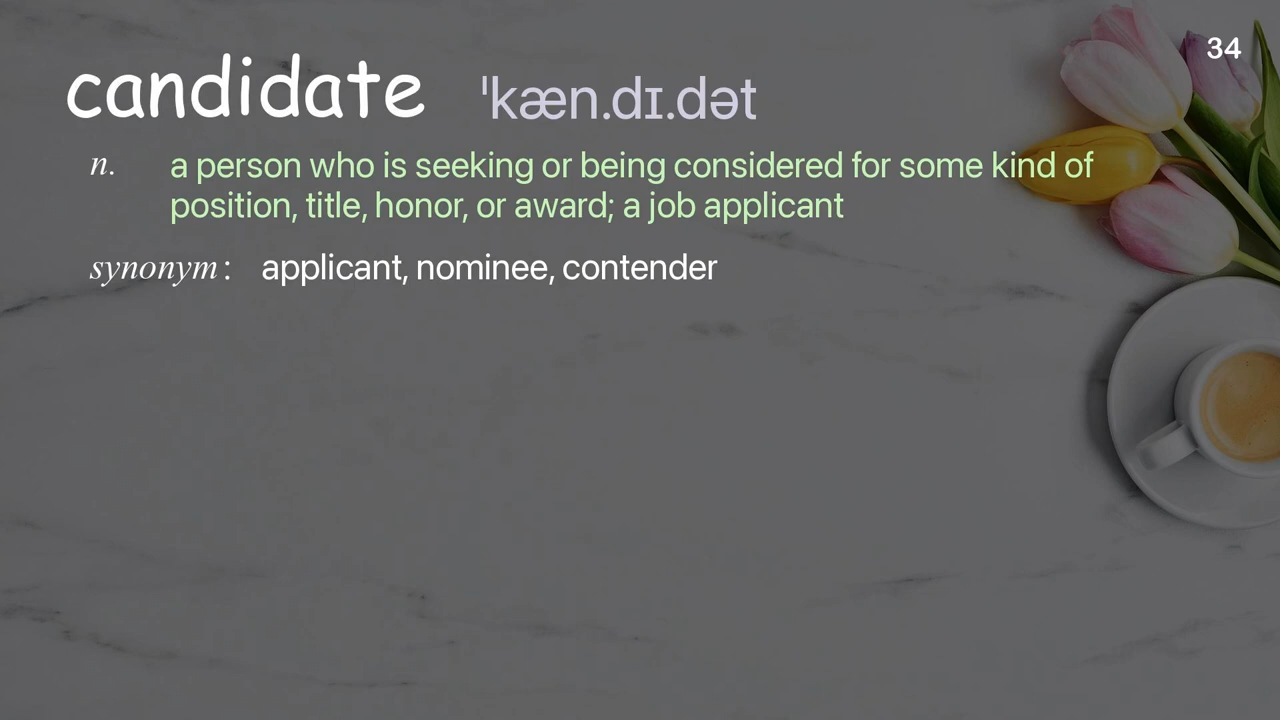 34
candidate ˈkæn.dɪ.dət
n. a person who is seeking or being considered for some kind of
position, title, honor, or award; a job applicant
synonym: applicant, nominee, contender